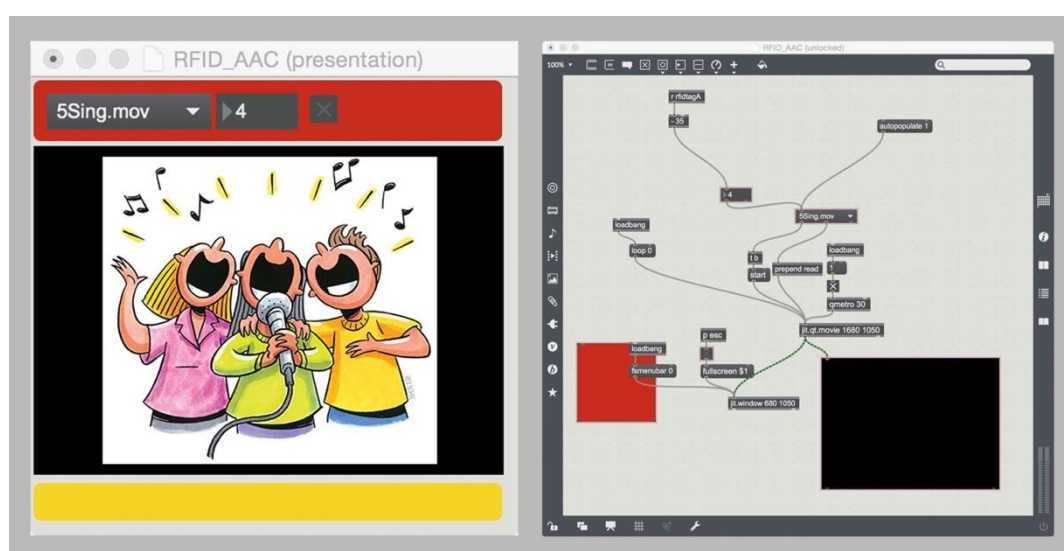 RFID_AAC (presentation)
5Sing.mov
4
RFID_AAC (unlocked)
100%
r rfidtagA
- 35
autopopulate 1
4
5Sing.mov
loadbang
loop 0
loadbang
t b
1
start
prepend read
qmetro 30
jit.qt.movie 1680 1050
p esc
loadbang
fsmenubar 0
fullscreen $1
jit.window 680 1050